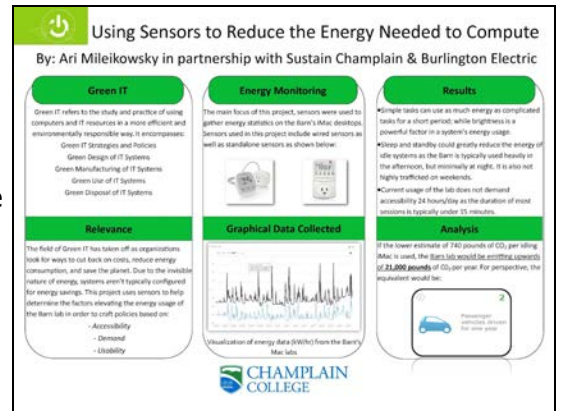 Using Sensors to Reduce the Energy Needed to Compute
By: Ari Mileikowsky in partnership with Sustain Champlain & Burlington Electric
Green IT
Green IT refers to the study and practice of using
computers and IT resources in a more efficient and
environmentally responsible way. It encompasses:
Green IT Strategies and Policies
Green Design of IT Systems
Green Manufacturing of IT Systems
Green Use of IT Systems
Green Disposal of IT Systems
Relevance
The field of Green IT has taken off as organizations
look for ways to cut back on costs, reduce energy
consumption, and save the planet. Due to the invisible
nature of energy, systems aren't typically configured
for energy savings. This project uses sensors to help
determine the factors elevating the energy usage of
the Barn lab in order to craft policies based on:
- Accessibility
- Demand
- Usability
Energy Monitoring
The main focus of this project, sensors were used to
gather energy statistics on the Barn's iMac desktops.
Sensors used in this project include wired sensors as
well as standalone sensors as shown below:
Graphical Data Collected
Visualization of energy data (kW/hr) from the Barn's
Mac labs
Results
•Simple tasks can use as much energy as complicated
tasks for a short period; while brightness is a
powerful factor in a system's energy usage.
•Sleep and standby could greatly reduce the energy of
idle systems as the Barn is typically used heavily in
the afternoon, but minimally at night. It is also not
highly trafficked on weekends.
•Current usage of the lab does not demand
accessibility 24 hours/day as the duration of most
sessions is typically under 35 minutes.
Analysis
If the lower estimate of 740 pounds of CO₂ per idling
iMac is used, the Barn lab would be emitting upwards
of 21,000 pounds of CO₂ per year. For perspective, the
equivalent would be:
2
Passenger
vehicles driven
for one year
CHAMPLAIN
COLLEGE